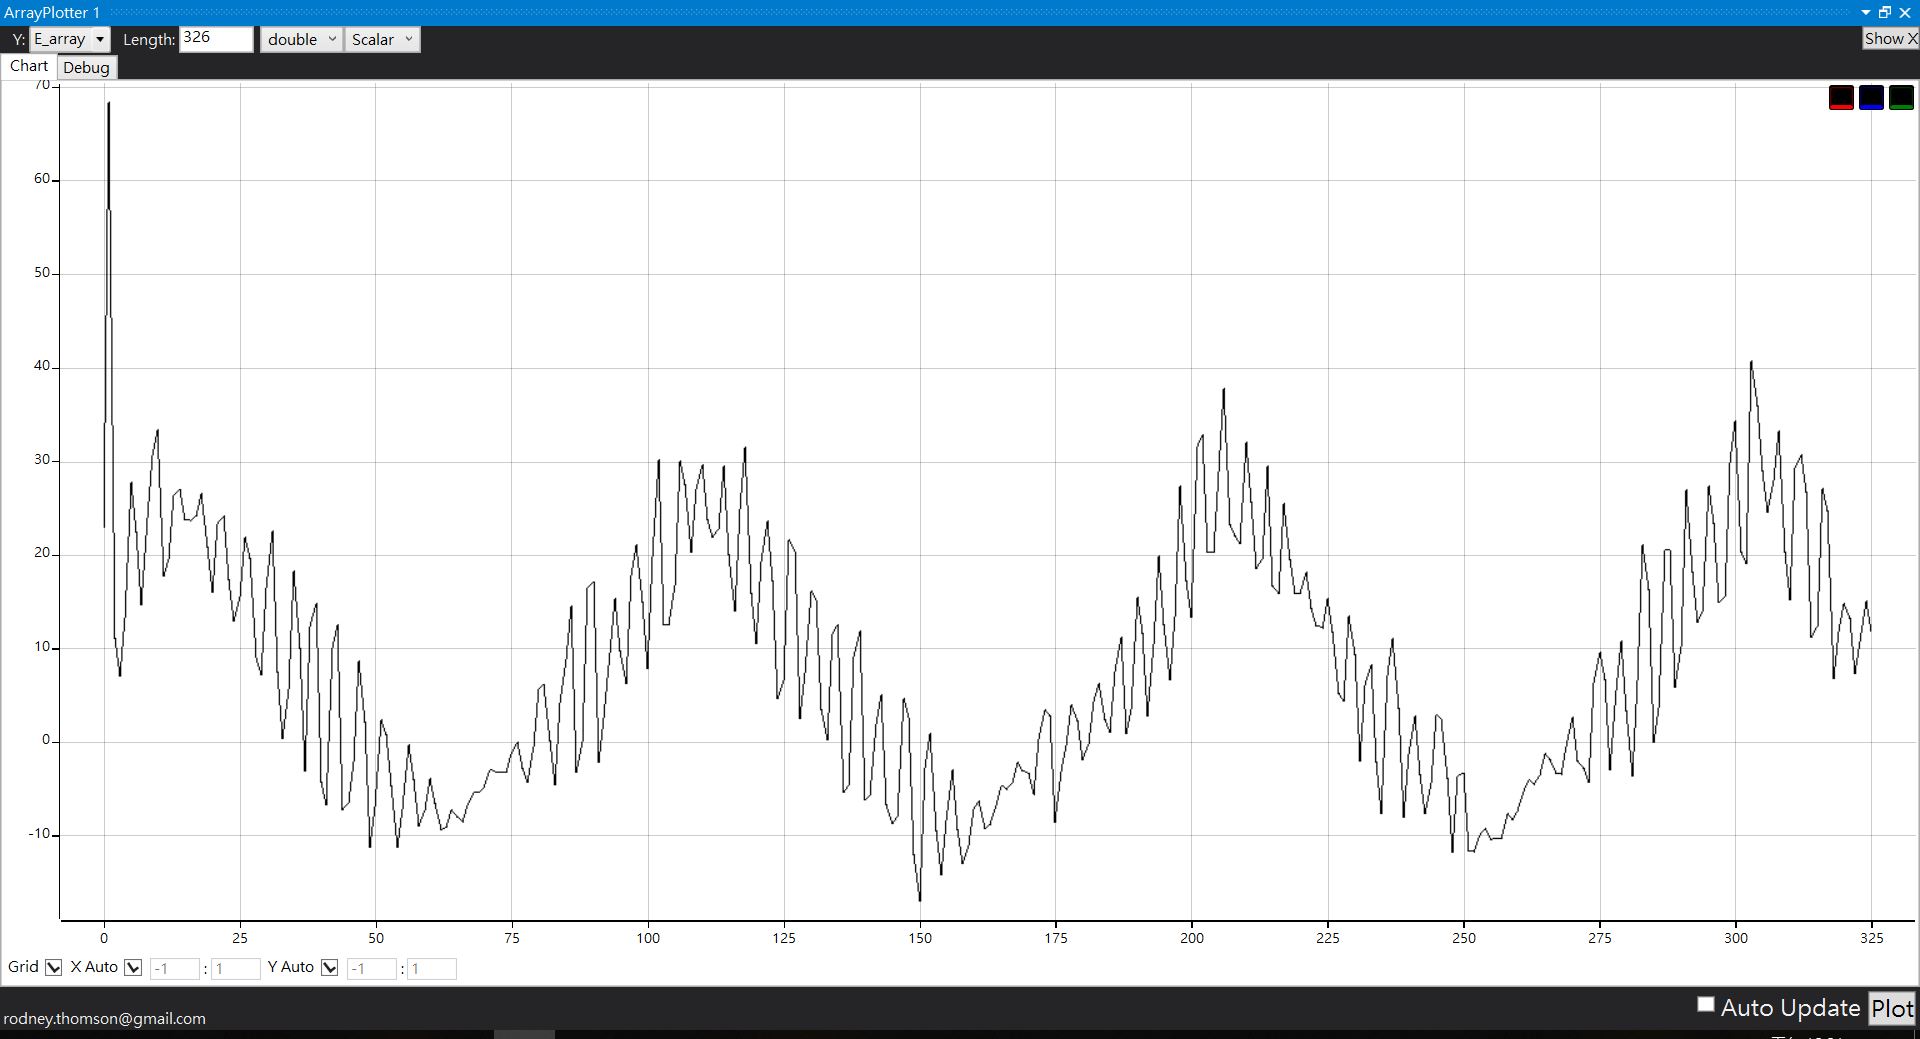 ArrayPlotter 1
Y: E_array Length: 326 double Scalar Show X
Chart Debug
70
60
50
40
30
20
10
0
-10
0 25 50 75 100 125 150 175 200 225 250 275 300 325
Grid X Auto -1 : 1 Y Auto -1 : 1
Auto Update Plot
rodney.thomson@gmail.com